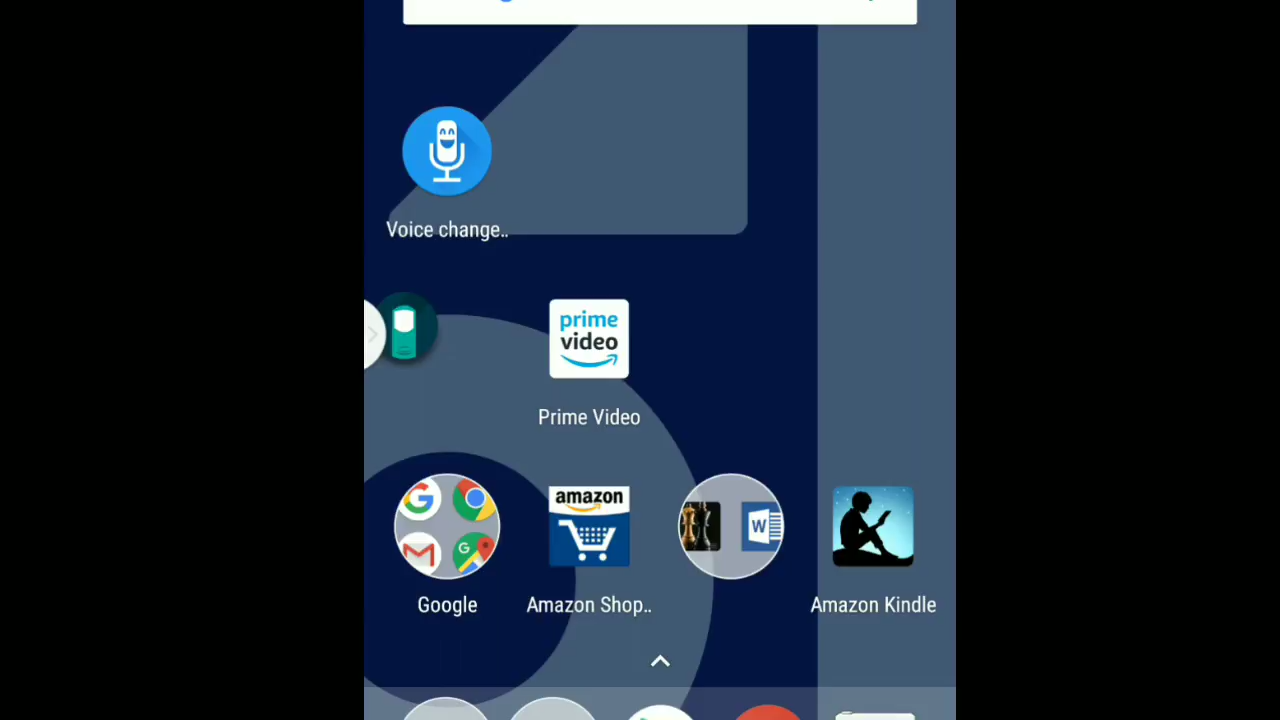 Voice change..
prime
video
Prime Video
amazon
G
G
W
Google
Amazon Shop..
Amazon Kindle